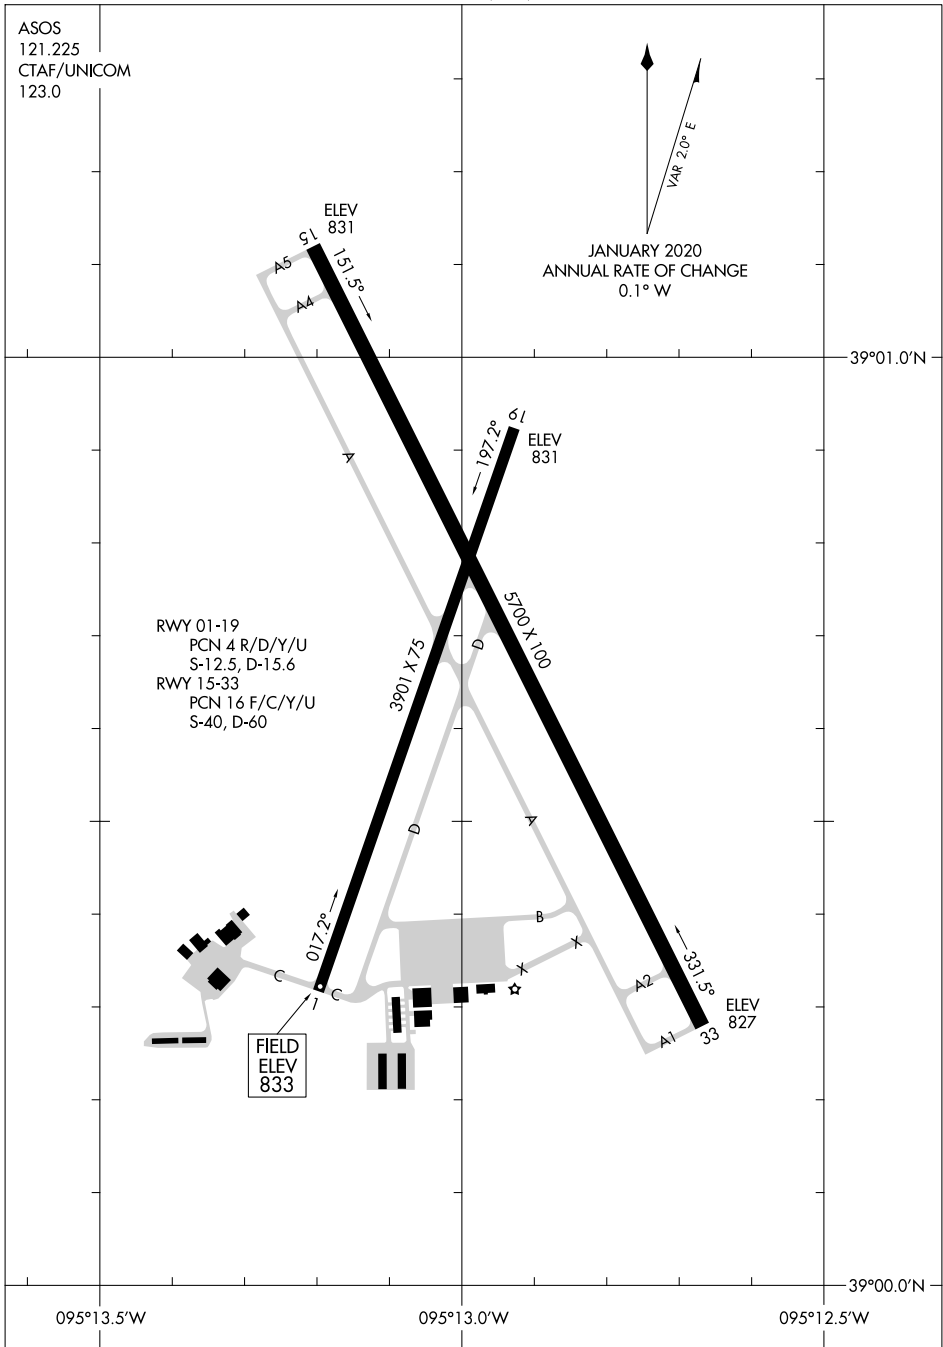 ASOS
121.225
CTAF/UNICOM
123.0
VAR 2.0° E
JANUARY 2020
ANNUAL RATE OF CHANGE
0.1° W
ELEV
831
15
151.5°
A5
A4
39°01.0'N
19
197.2°
ELEV
831
A
5700 X 100
3901 X 75
D
RWY 01-19
PCN 4 R/D/Y/U
S-12.5, D-15.6
RWY 15-33
PCN 16 F/C/Y/U
S-40, D-60
D
A
B
X
X
017.2°
C
C
1
331.5°
A2
A1
33
ELEV
827
FIELD
ELEV
833
39°00.0'N
095°13.5'W
095°13.0'W
095°12.5'W